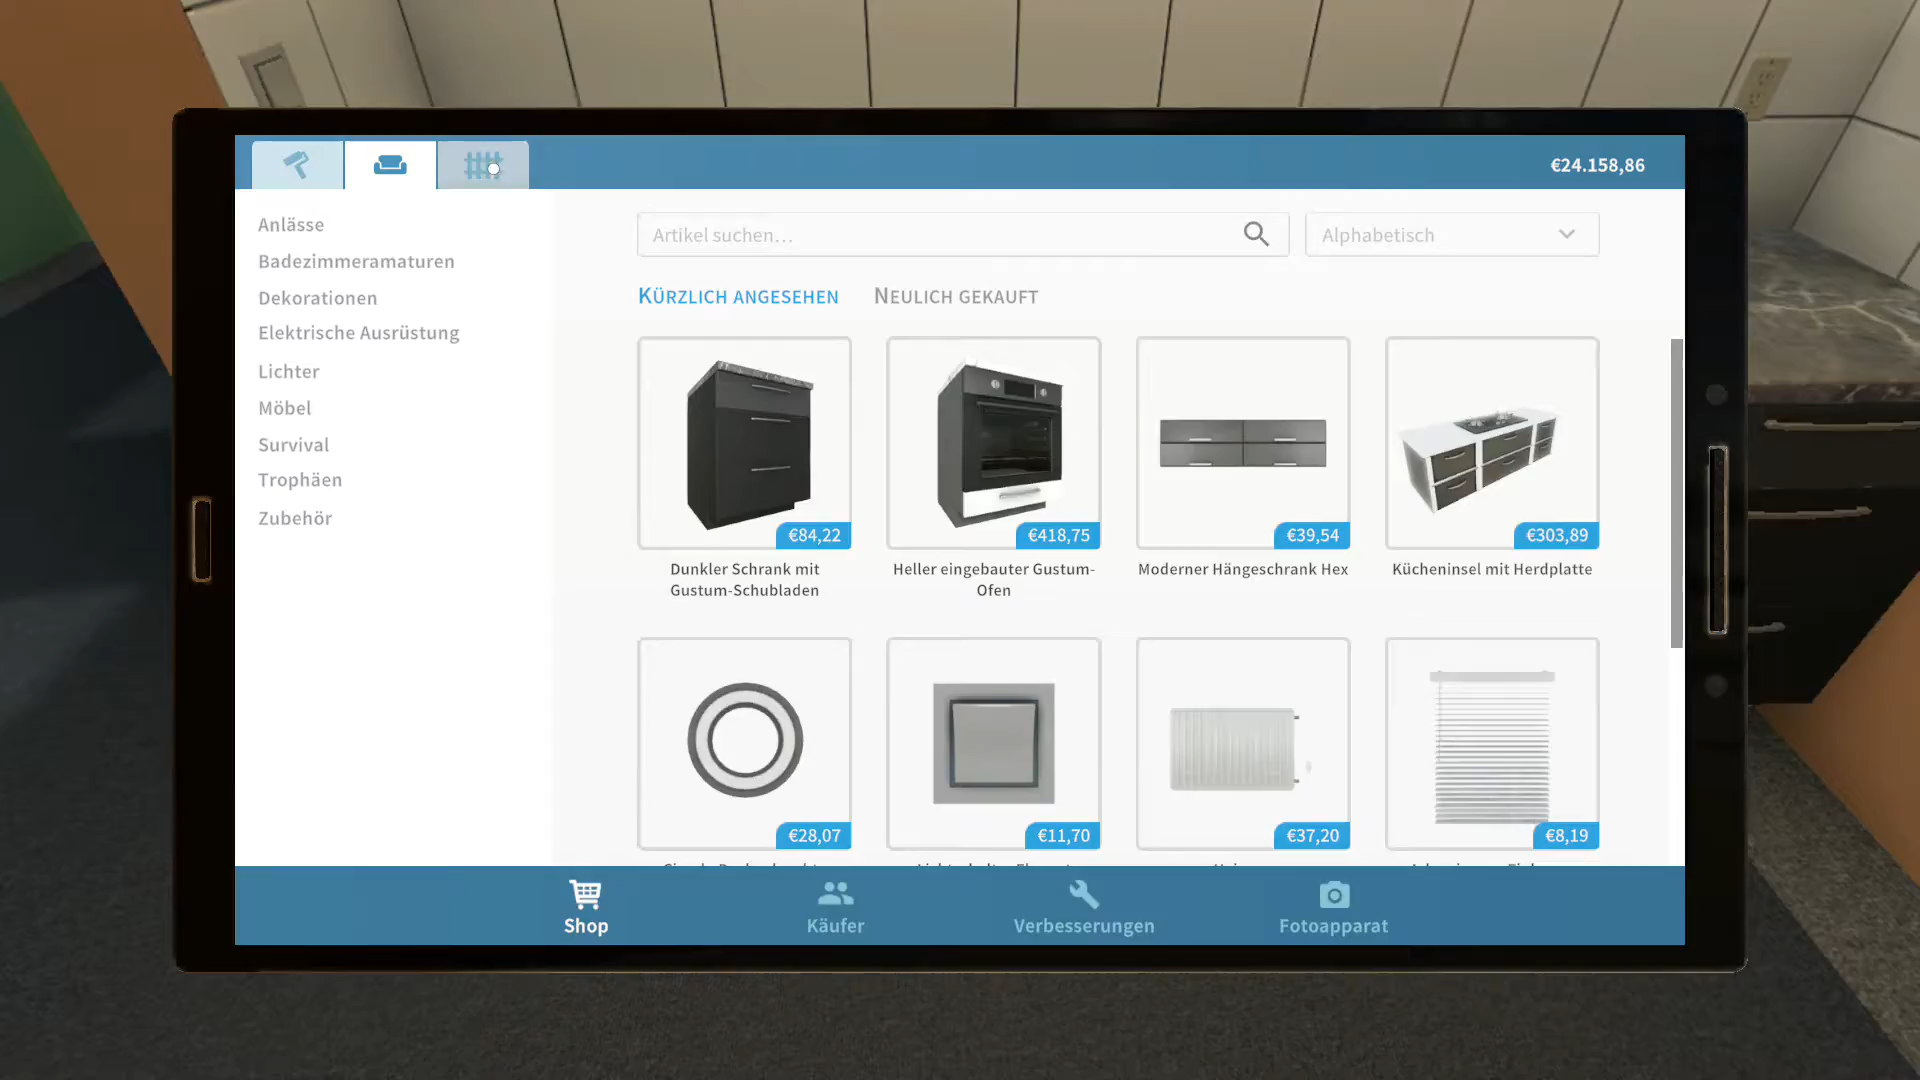 €24.158,86
Anlässe
Badezimmeramaturen
Dekorationen
Elektrische Ausrüstung
Lichter
Möbel
Survival
Trophäen
Zubehör
Artikel suchen...
Alphabetisch
KÜRZLICH ANGESEHEN
NEULICH GEKAUFT
€84,22
€418,75
€39,54
€303,89
Dunkler Schrank mit
Gustum-Schubladen
Heller eingebauter Gustum-
Ofen
Moderner Hängeschrank Hex
Kücheninsel mit Herdplatte
€28,07
€11,70
€37,20
€8,19
Shop
Käufer
Verbesserungen
Fotoapparat